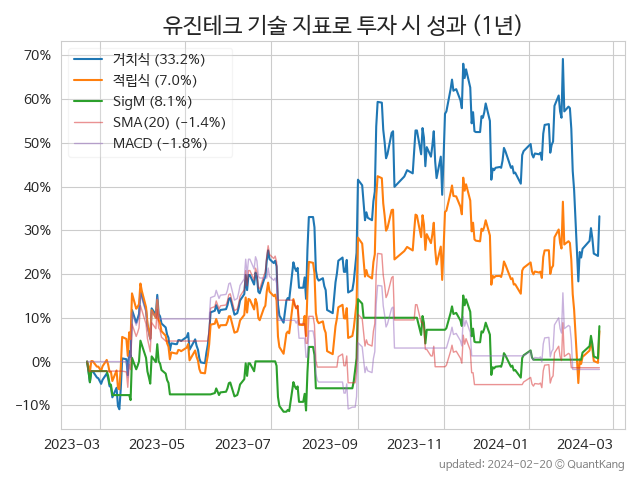 유진테크 기술 지표로 투자 시 성과 (1년)
거치식 (33.2%)
적립식 (7.0%)
SigM (8.1%)
SMA(20) (−1.4%)
MACD (−1.8%)
70%
60%
50%
40%
30%
20%
10%
0%
−10%
2023−03
2023−05
2023−07
2023−09
2023−11
2024−01
2024−03
updated: 2024−02−20 © QuantKang